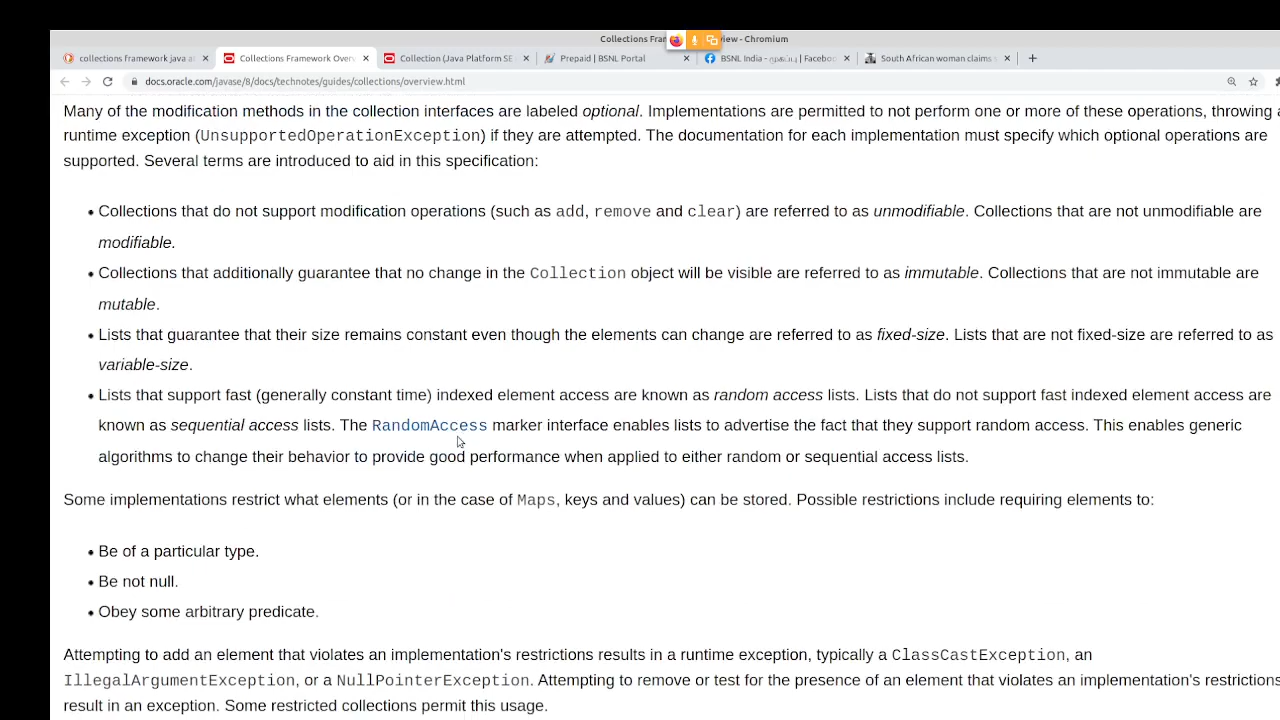 Collections Fra view - Chromium
collections framework java a
Collections Framework Over
Collection (Java Platform SE
Prepaid | BSNL Portal
BSNL India - முகப்பு | Facebo
South African woman claims t
docs.oracle.com/javase/8/docs/technotes/guides/collections/overview.html
Many of the modification methods in the collection interfaces are labeled optional. Implementations are permitted to not perform one or more of these operations, throwing a
runtime exception (UnsupportedOperationException) if they are attempted. The documentation for each implementation must specify which optional operations are
supported. Several terms are introduced to aid in this specification:
• Collections that do not support modification operations (such as add, remove and clear) are referred to as unmodifiable. Collections that are not unmodifiable are
modifiable.
• Collections that additionally guarantee that no change in the Collection object will be visible are referred to as immutable. Collections that are not immutable are
mutable.
• Lists that guarantee that their size remains constant even though the elements can change are referred to as fixed-size. Lists that are not fixed-size are referred to as
variable-size.
• Lists that support fast (generally constant time) indexed element access are known as random access lists. Lists that do not support fast indexed element access are
known as sequential access lists. The RandomAccess marker interface enables lists to advertise the fact that they support random access. This enables generic
algorithms to change their behavior to provide good performance when applied to either random or sequential access lists.
Some implementations restrict what elements (or in the case of Maps, keys and values) can be stored. Possible restrictions include requiring elements to:
• Be of a particular type.
• Be not null.
• Obey some arbitrary predicate.
Attempting to add an element that violates an implementation's restrictions results in a runtime exception, typically a ClassCastException, an
IllegalArgumentException, or a NullPointerException. Attempting to remove or test for the presence of an element that violates an implementation's restrictions
result in an exception. Some restricted collections permit this usage.